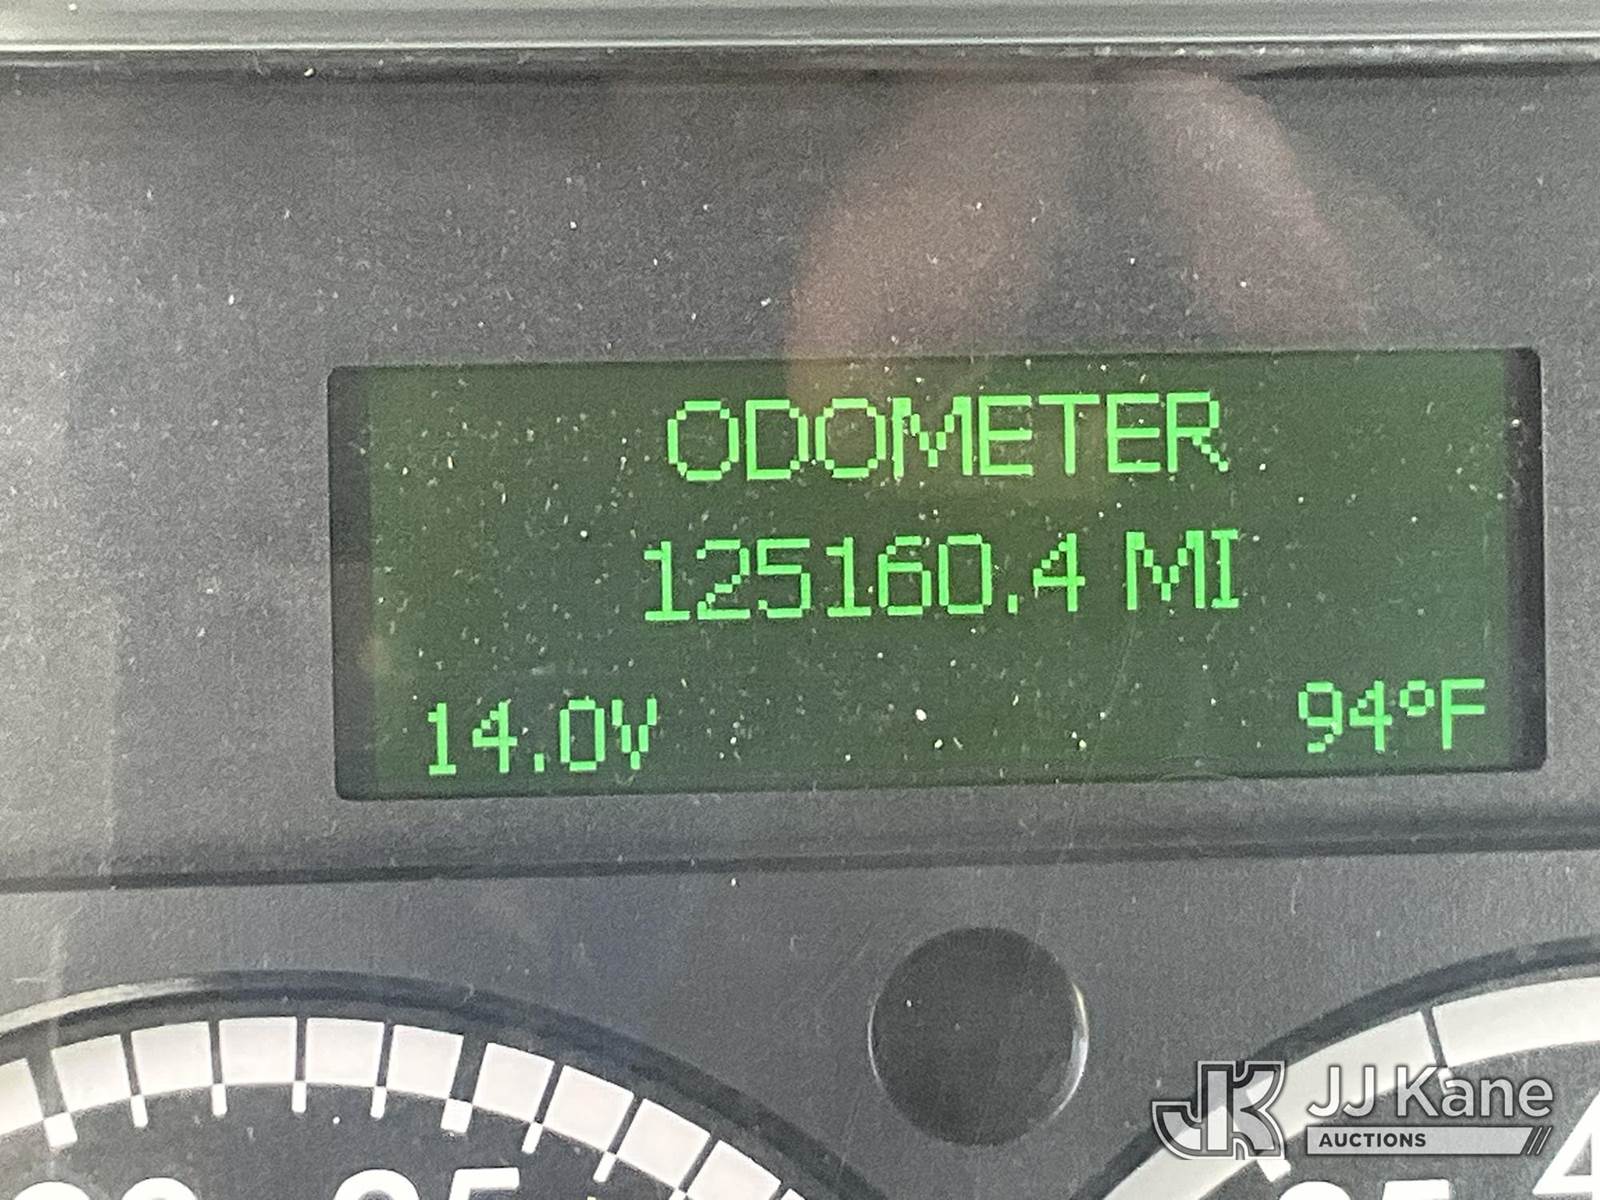 ODOMETER
125160.4 MI
14.0V 94°F
JJ Kane
AUCTIONS